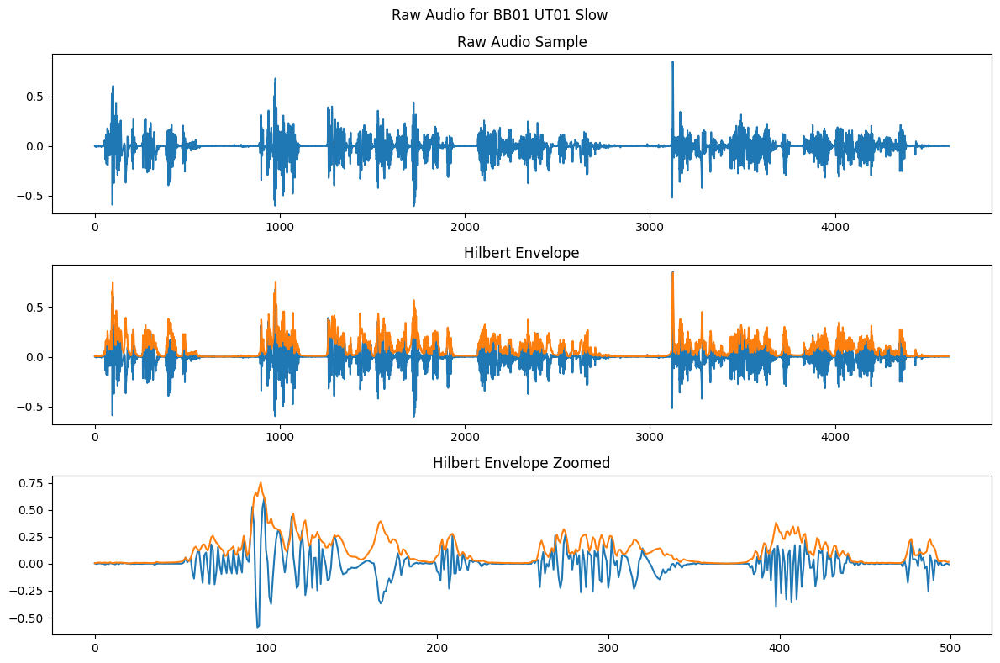 Raw Audio for BB01 UT01 Slow
Raw Audio Sample
0.5
0.0
−0.5
0 1000 2000 3000 4000
Hilbert Envelope
0.5
0.0
−0.5
0 1000 2000 3000 4000
Hilbert Envelope Zoomed
0.75
0.50
0.25
0.00
−0.25
−0.50
0 100 200 300 400 500